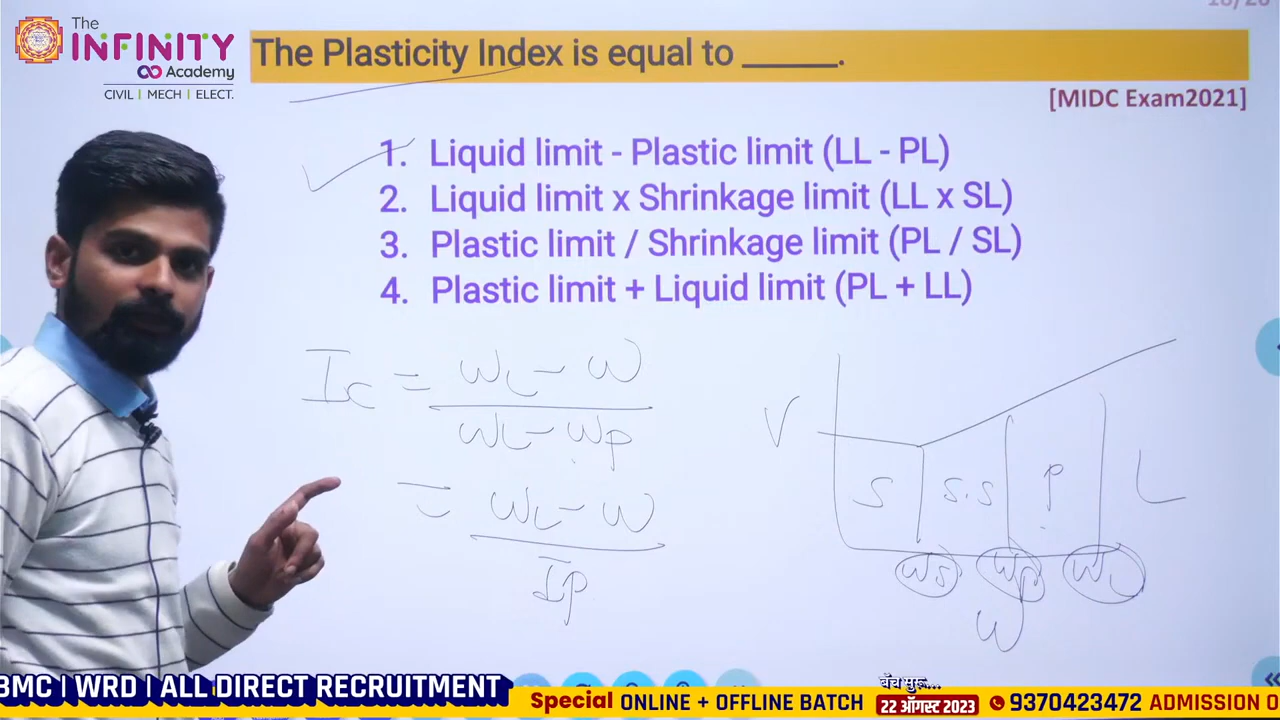 The
INFINITY
Academy
CIVIL | MECH | ELECT.
The Plasticity Index is equal to ______.
[MIDC Exam2021]
1. Liquid limit - Plastic limit (LL - PL)
2. Liquid limit x Shrinkage limit (LL x SL)
3. Plastic limit / Shrinkage limit (PL / SL)
4. Plastic limit + Liquid limit (PL + LL)
Ic = WL - W
WL - Wp
= WL - W
Ip
V
S
S.S
P
L
Ws
Wp
WL
W
BMC | WRD | ALL DIRECT RECRUITMENT
Special ONLINE + OFFLINE BATCH
बॅच सुरू...
22 ऑगस्ट 2023
9370423472